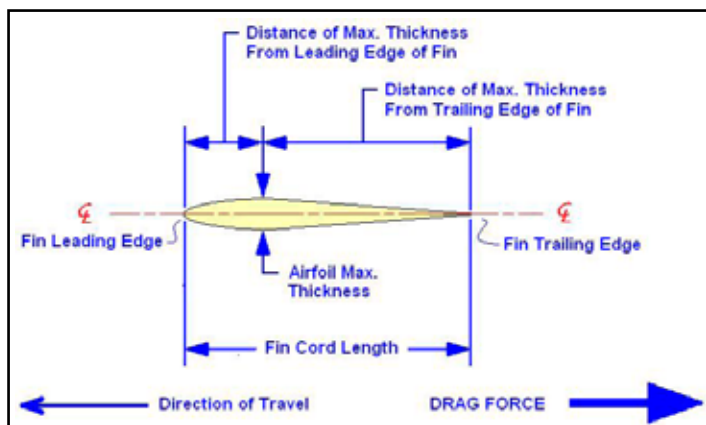 Distance of Max. Thickness
From Leading Edge of Fin
Distance of Max. Thickness
From Trailing Edge of Fin
℄
℄
Fin Leading Edge
Fin Trailing Edge
Airfoil Max.
Thickness
Fin Cord Length
Direction of Travel
DRAG FORCE